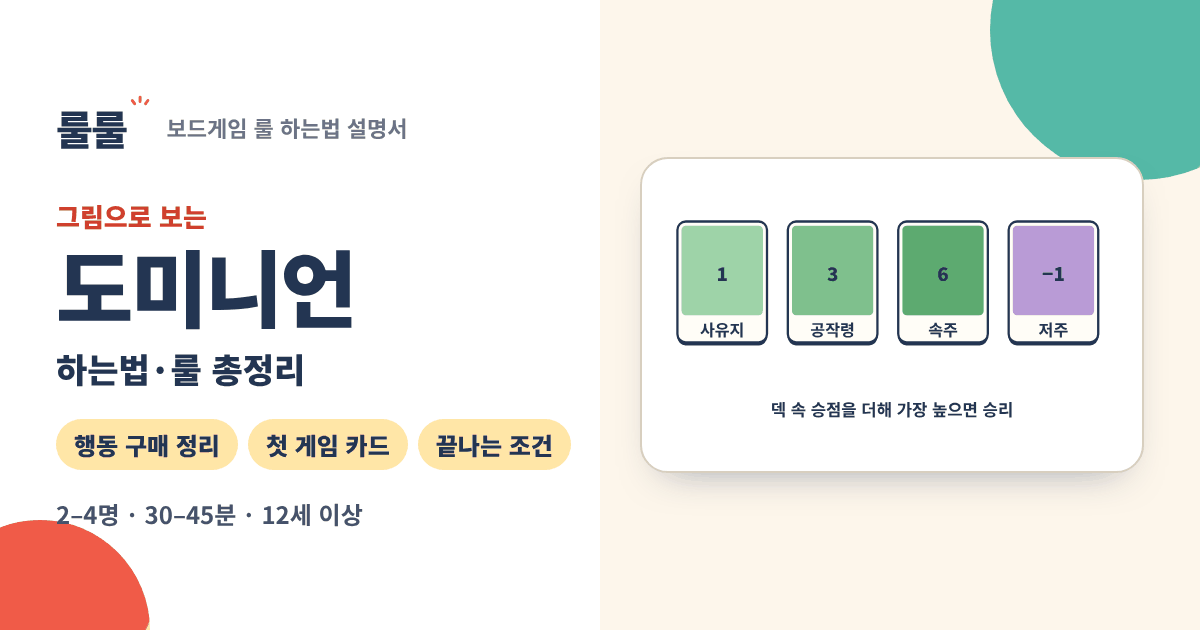 룰룰 보드게임 룰 하는법 설명서
그림으로 보는
도미니언
하는법·룰 총정리
행동 구매 정리 첫 게임 카드 끝나는 조건
2–4명 · 30–45분 · 12세 이상
1 3 6 −1
사유지 공작령 속주 저주
덱 속 승점을 더해 가장 높으면 승리